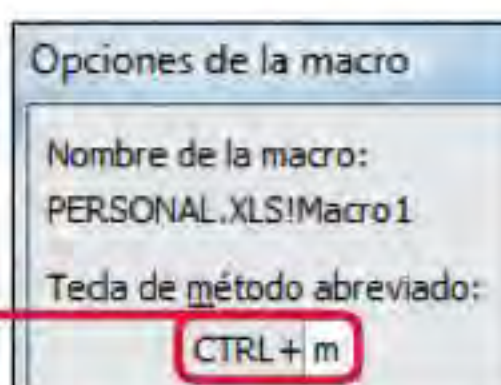 Opciones de la macro
Nombre de la macro:
PERSONAL.XLS!Macro1
Tecla de método abreviado:
CTRL+ m